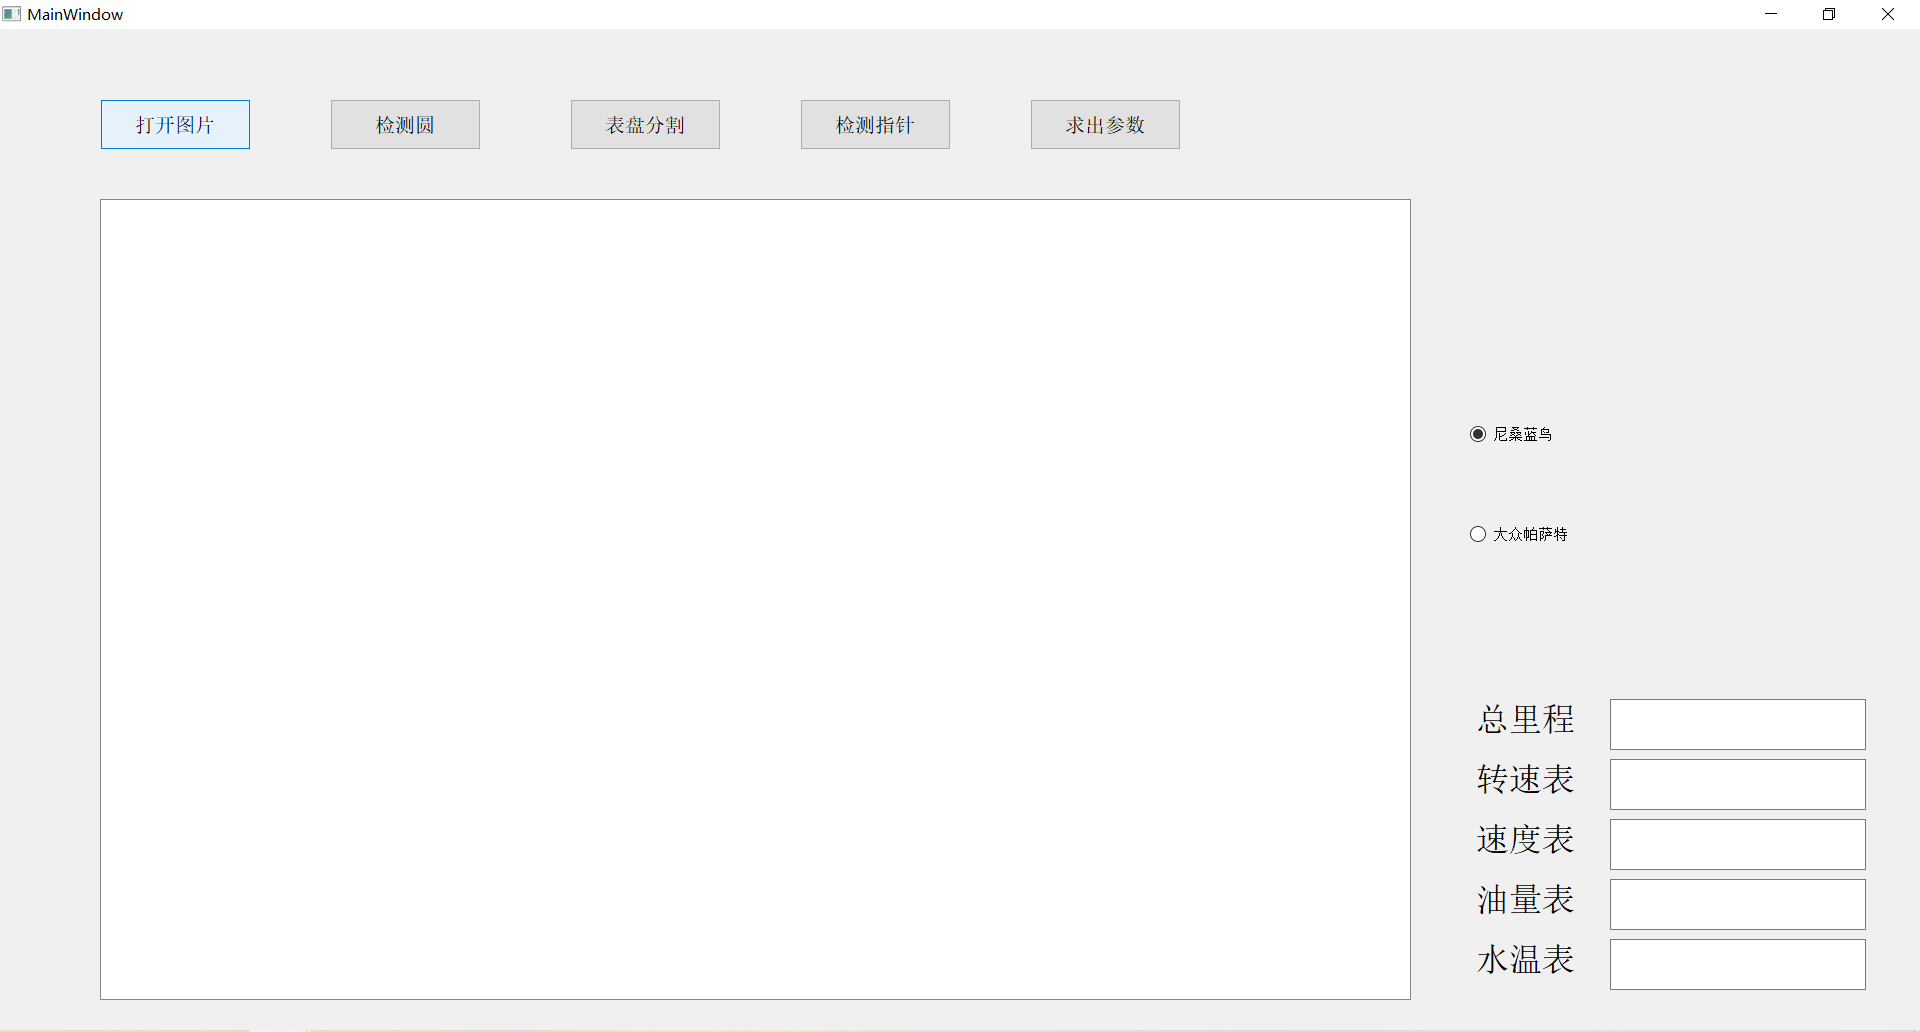 MainWindow
打开图片 检测圆 表盘分割 检测指针 求出参数
尼桑蓝鸟
大众帕萨特
总里程
转速表
速度表
油量表
水温表